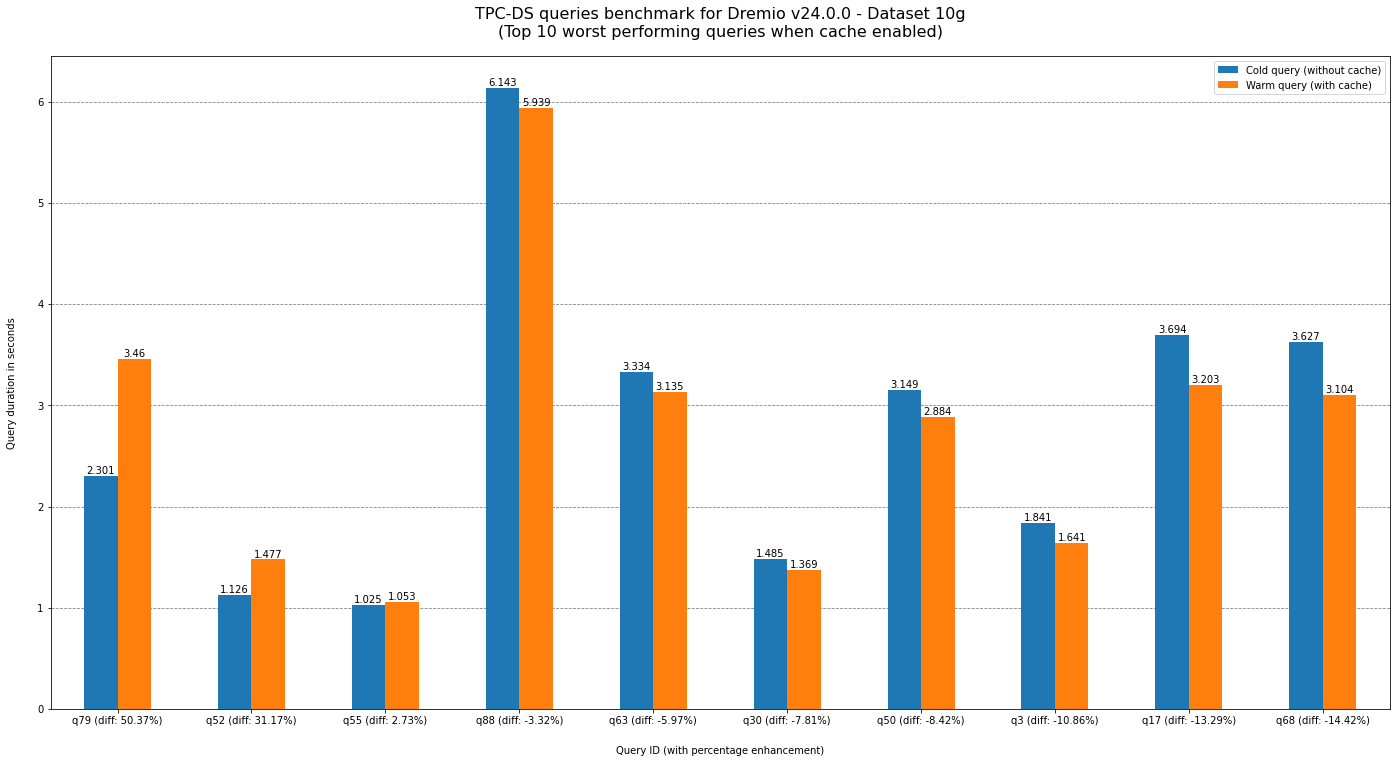 TPC-DS queries benchmark for Dremio v24.0.0 - Dataset 10g
(Top 10 worst performing queries when cache enabled)
Cold query (without cache)
Warm query (with cache)
Query duration in seconds
6
5
4
3
2
1
0
2.301
3.46
1.126
1.477
1.025
1.053
6.143
5.939
3.334
3.135
1.485
1.369
3.149
2.884
1.841
1.641
3.694
3.203
3.627
3.104
q79 (diff: 50.37%)
q52 (diff: 31.17%)
q55 (diff: 2.73%)
q88 (diff: -3.32%)
q63 (diff: -5.97%)
q30 (diff: -7.81%)
q50 (diff: -8.42%)
q3 (diff: -10.86%)
q17 (diff: -13.29%)
q68 (diff: -14.42%)
Query ID (with percentage enhancement)